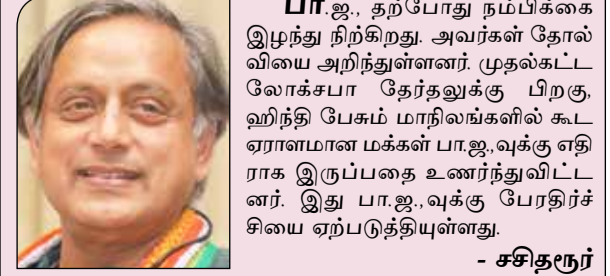 பா.ஜ., தற்போது நம்பிக்கை
இழந்து நிற்கிறது. அவர்கள் தோல்
வியை அறிந்துள்ளனர். முதல்கட்ட
லோக்சபா தேர்தலுக்கு பிறகு,
ஹிந்தி பேசும் மாநிலங்களில் கூட
ஏராளமான மக்கள் பா.ஜ.,வுக்கு எதி
ராக இருப்பதை உணர்ந்துவிட்ட
னர். இது பா.ஜ.,வுக்கு பேரதிர்ச்
சியை ஏற்படுத்தியுள்ளது.
- சசிதரூர்